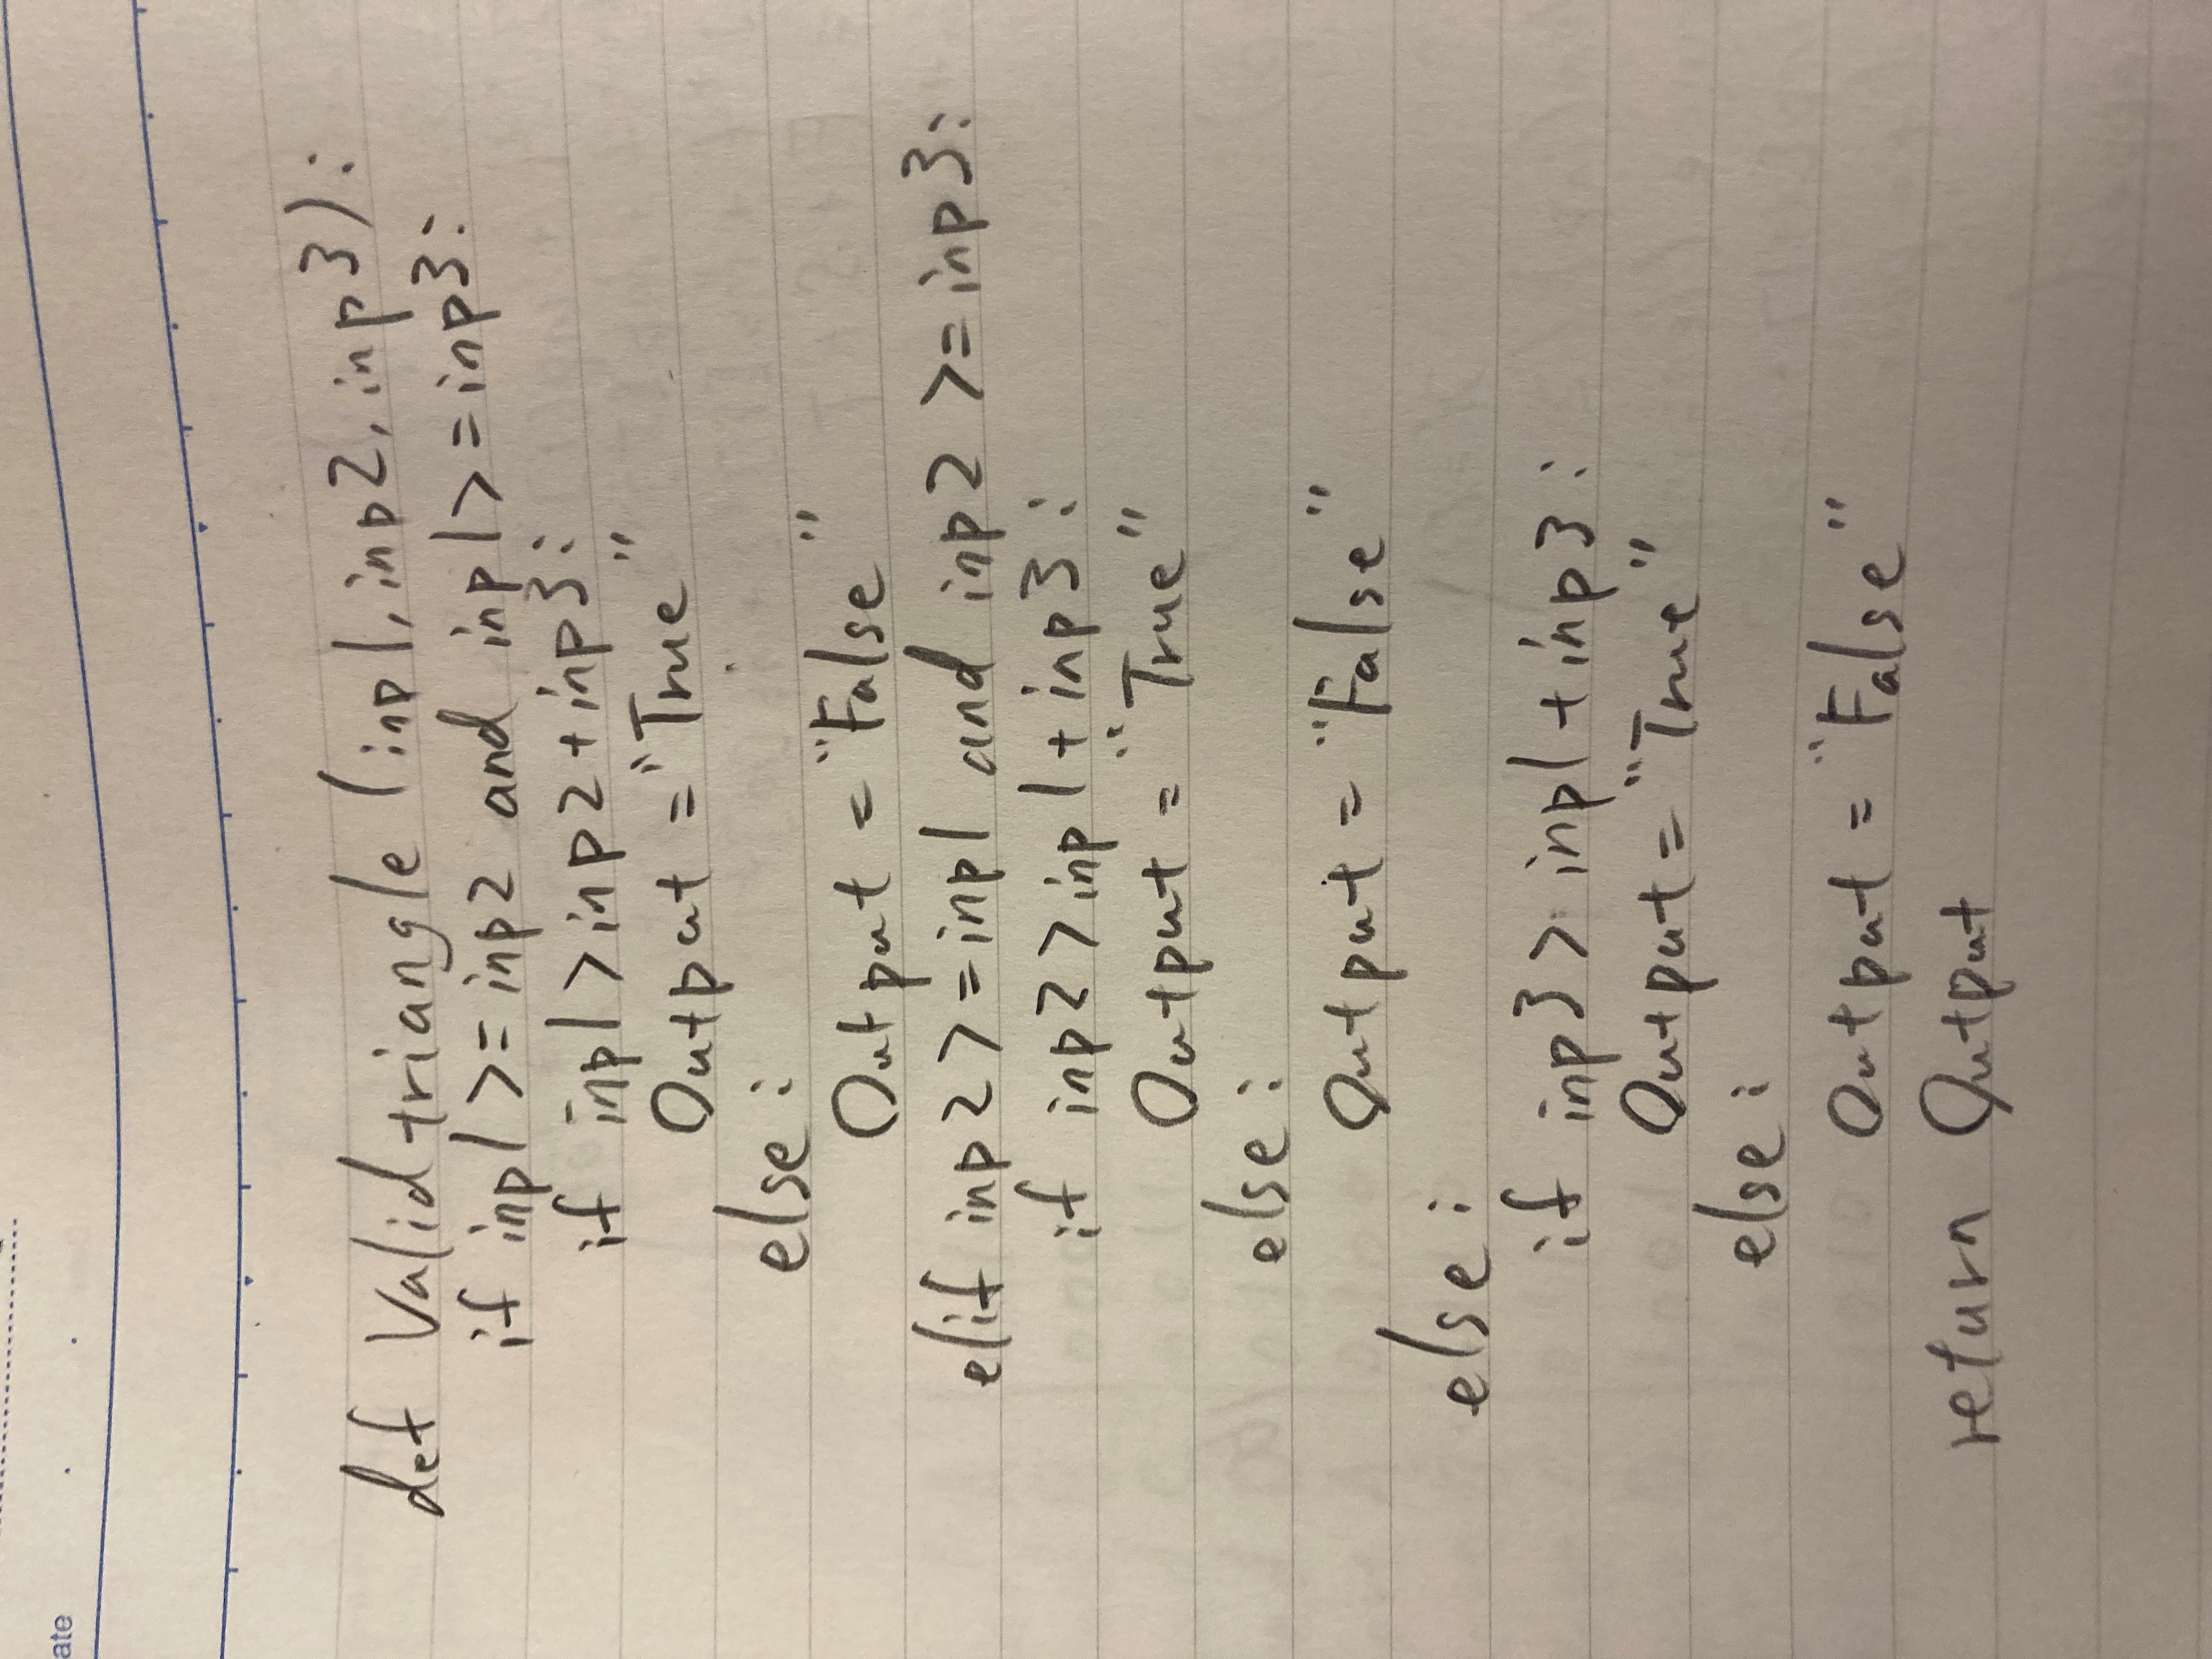 ate
def Validtriangle (inp1, inp2, inp3):
if inp1 >= inp2 and inp1 >= inp3:
if inp1 > inp2 + inp3:
Output = "True"
else:
Output = "False"
elif inp2 >= inp1 and inp2 >= inp3:
if inp2 > inp1 + inp3:
Output = "True"
else:
Output = "False"
else:
if inp3 > inp1 + inp3:
Output = "True"
else:
Output = "False"
return Output